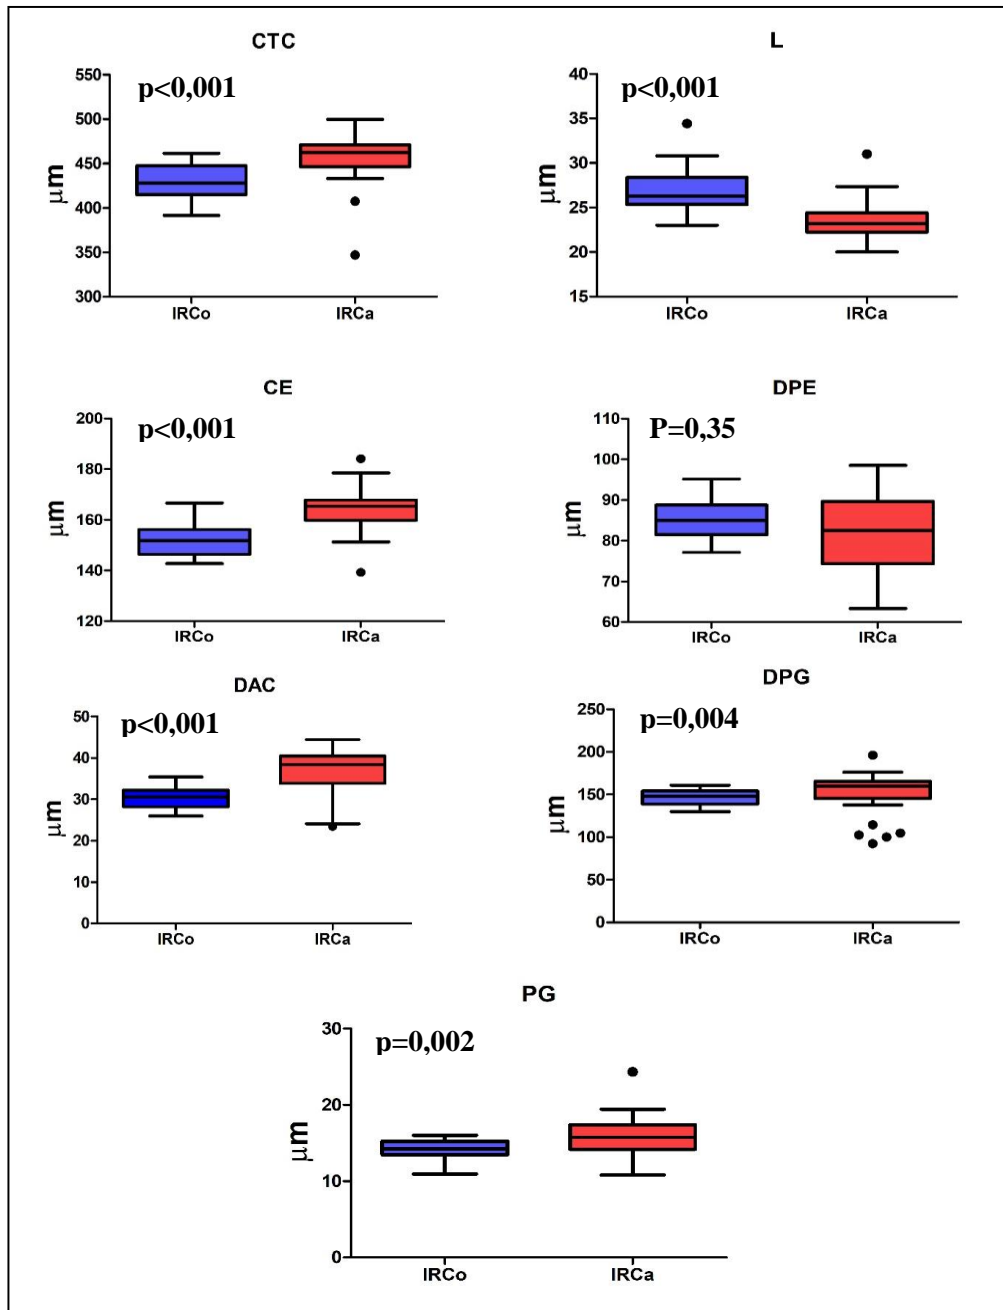 CTC
p<0,001
550
500
450
400
350
300
μm
IRCo
IRCa
L
p<0,001
40
35
30
25
20
15
μm
IRCo
IRCa
CE
p<0,001
200
180
160
140
120
μm
IRCo
IRCa
DPE
P=0,35
110
100
90
80
70
60
μm
IRCo
IRCa
DAC
p<0,001
50
40
30
20
10
0
μm
IRCo
IRCa
DPG
p=0,004
250
200
150
100
50
0
μm
IRCo
IRCa
PG
p=0,002
30
20
10
0
μm
IRCo
IRCa